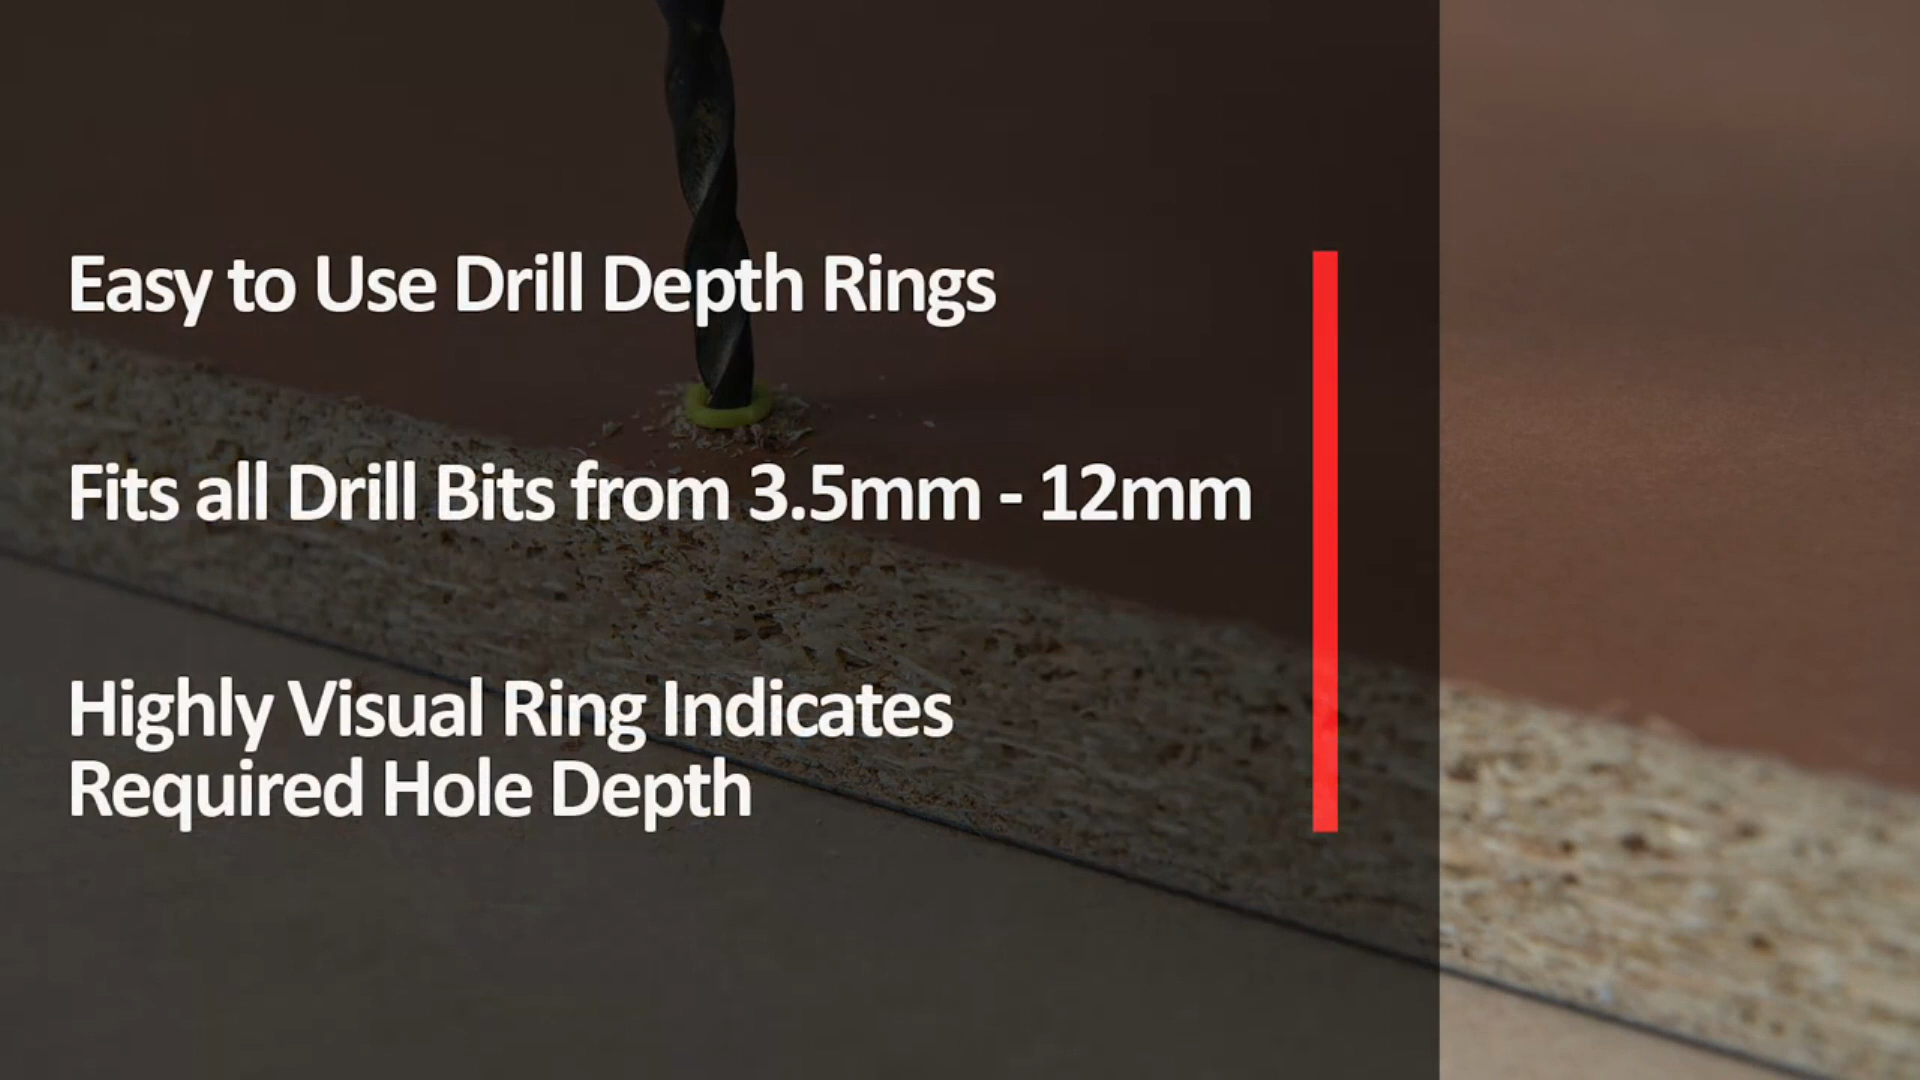 Easy to Use Drill Depth Rings
Fits all Drill Bits from 3.5mm - 12mm
Highly Visual Ring Indicates
Required Hole Depth